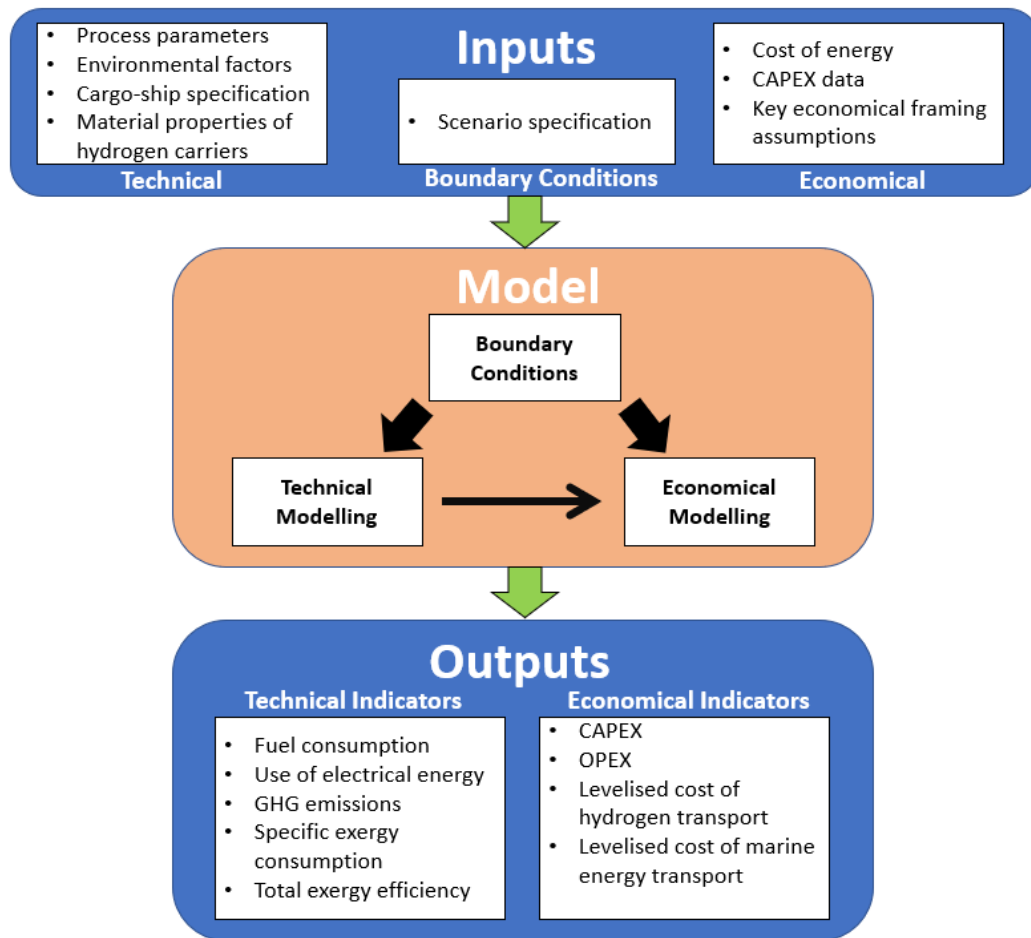 Inputs
• Process parameters
• Environmental factors
• Cargo-ship specification
• Material properties of
hydrogen carriers
Technical
• Scenario specification
Boundary Conditions
• Cost of energy
• CAPEX data
• Key economical framing
assumptions
Economical
Model
Boundary
Conditions
Technical
Modelling
Economical
Modelling
Outputs
Technical Indicators
• Fuel consumption
• Use of electrical energy
• GHG emissions
• Specific exergy
consumption
• Total exergy efficiency
Economical Indicators
• CAPEX
• OPEX
• Levelised cost of
hydrogen transport
• Levelised cost of marine
energy transport